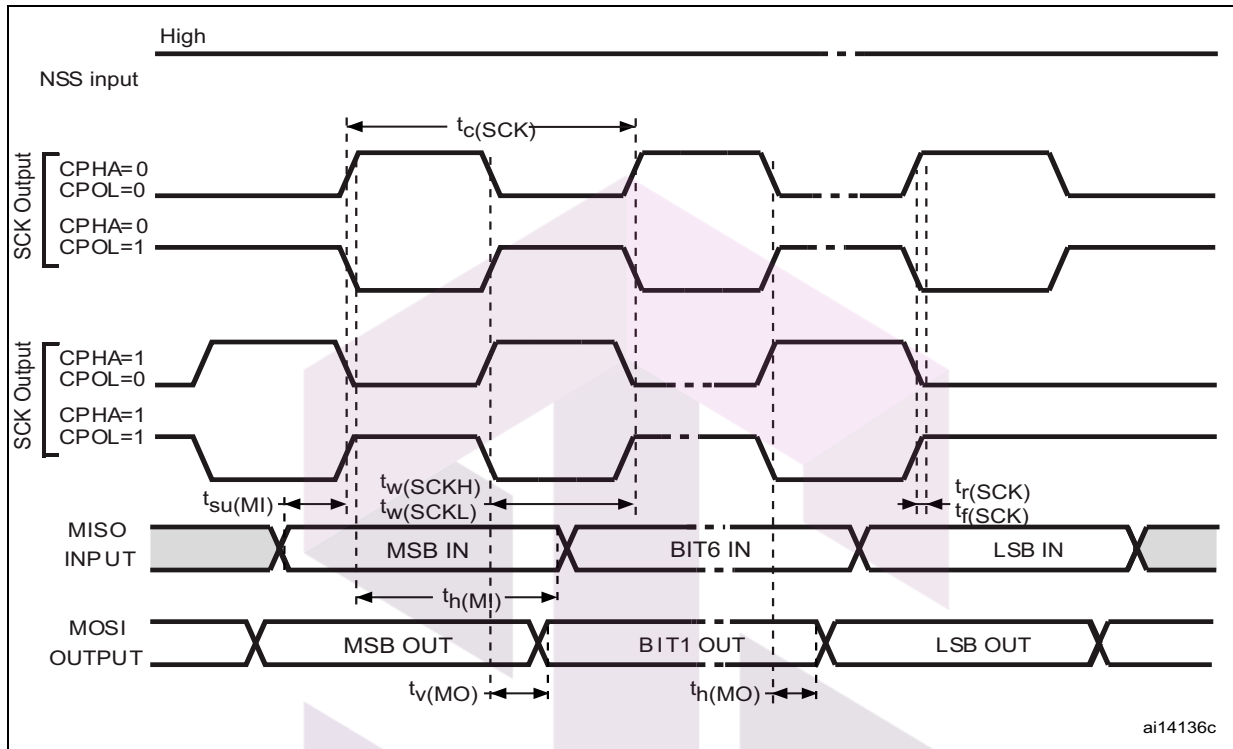 High
NSS input
tc(SCK)
SCK Output
CPHA=0
CPOL=0
CPHA=0
CPOL=1
SCK Output
CPHA=1
CPOL=0
CPHA=1
CPOL=1
tsu(MI)
tw(SCKH)
tw(SCKL)
tr(SCK)
tf(SCK)
MISO
INPUT
MSB IN
BIT6 IN
LSB IN
th(MI)
MOSI
OUTPUT
MSB OUT
BIT1 OUT
LSB OUT
tv(MO)
th(MO)
ai14136c